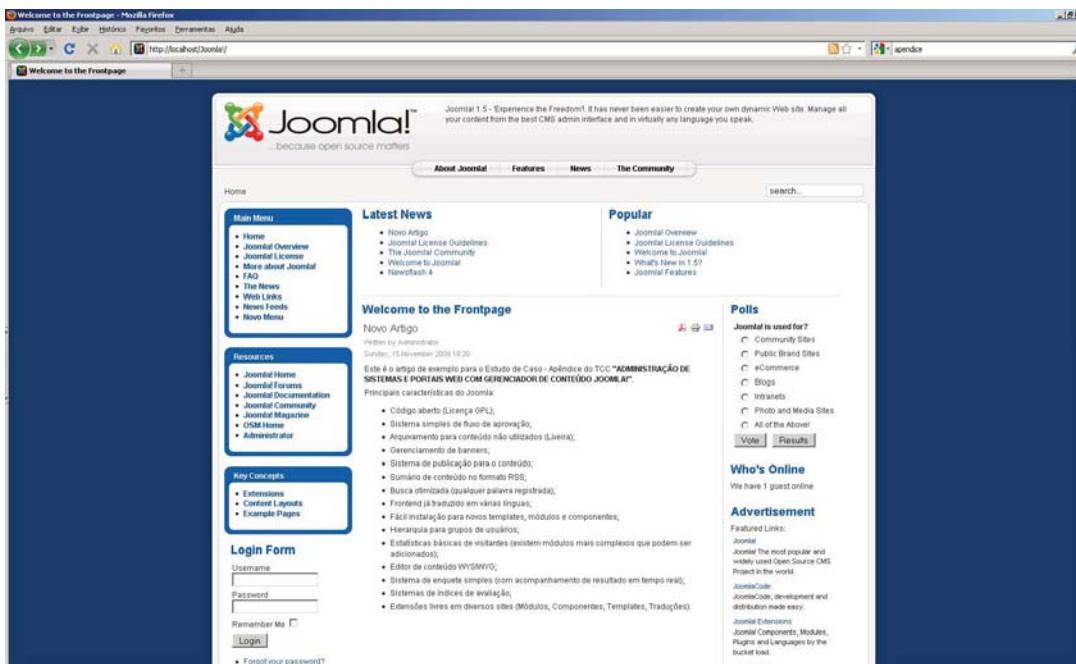 Welcome to the Frontpage - Mozilla Firefox
Arquivo Editar Exibir Histórico Favoritos Ferramentas Ajuda
http://localhost/Joomla!/
apendice
Welcome to the Frontpage
Joomla!™
...because open source matters
Joomla! 1.5 - 'Experience the Freedom'!. It has never been easier to create your own dynamic Web site. Manage all
your content from the best CMS admin interface and in virtually any language you speak.
About Joomla! Features News The Community
Home
search...
Main Menu
Home
Joomla! Overview
Joomla! License
More about Joomla!
FAQ
The News
Web Links
News Feeds
Novo Menu
Resources
Joomla! Home
Joomla! Forums
Joomla! Documentation
Joomla! Community
Joomla! Magazine
OSM Home
Administrator
Key Concepts
Extensions
Content Layouts
Example Pages
Login Form
Username
Password
Remember Me
Login
Forgot your password?
Latest News
Novo Artigo
Joomla! License Guidelines
The Joomla! Community
Welcome to Joomla!
Newsflash 4
Popular
Joomla! Overview
Joomla! License Guidelines
Welcome to Joomla!
What's New in 1.5?
Joomla! Features
Welcome to the Frontpage
Novo Artigo
Written by Administrator
Sunday, 15 November 2009
Este é o artigo de exemplo para o Estudo de Caso - Apêndice do TCC "ADMINISTRAÇÃO DE
SISTEMAS E PORTAIS WEB COM GERENCIADOR DE CONTEÚDO JOOMLA!".
Principais características do Joomla:
Código aberto (Licença GPL);
Sistema simples de fluxo de aprovação;
Arquivamento para conteúdo não utilizados (Lixeira);
Gerenciamento de banners;
Sistema de publicação para o conteúdo;
Sumário de conteúdo no formato RSS;
Busca otimizada (qualquer palavra registrada);
Frontend já traduzido em várias línguas;
Fácil instalação para novos templates, módulos e componentes;
Hierarquia para grupos de usuários;
Estatísticas básicas de visitantes (existem módulos mais complexos que podem ser
adicionados);
Editor de conteúdo WYSIWYG;
Sistema de enquete simples (com acompanhamento de resultado em tempo real);
Sistemas de índices de avaliação;
Extensões livres em diversos sites (Módulos, Componentes, Templates, Traduções).
Polls
Joomla! is used for?
Community Sites
Public Brand Sites
eCommerce
Blogs
Intranets
Photo and Media Sites
All of the Above!
Vote Results
Who's Online
We have 1 guest online
Advertisement
Featured Links:
Joomla!
Joomla! The most popular and
widely used Open Source CMS
Project in the world.
JoomlaCode
JoomlaCode, development and
distribution made easy.
Joomla! Extensions
Joomla! Components, Modules,
Plugins and Languages by the
bucket load.